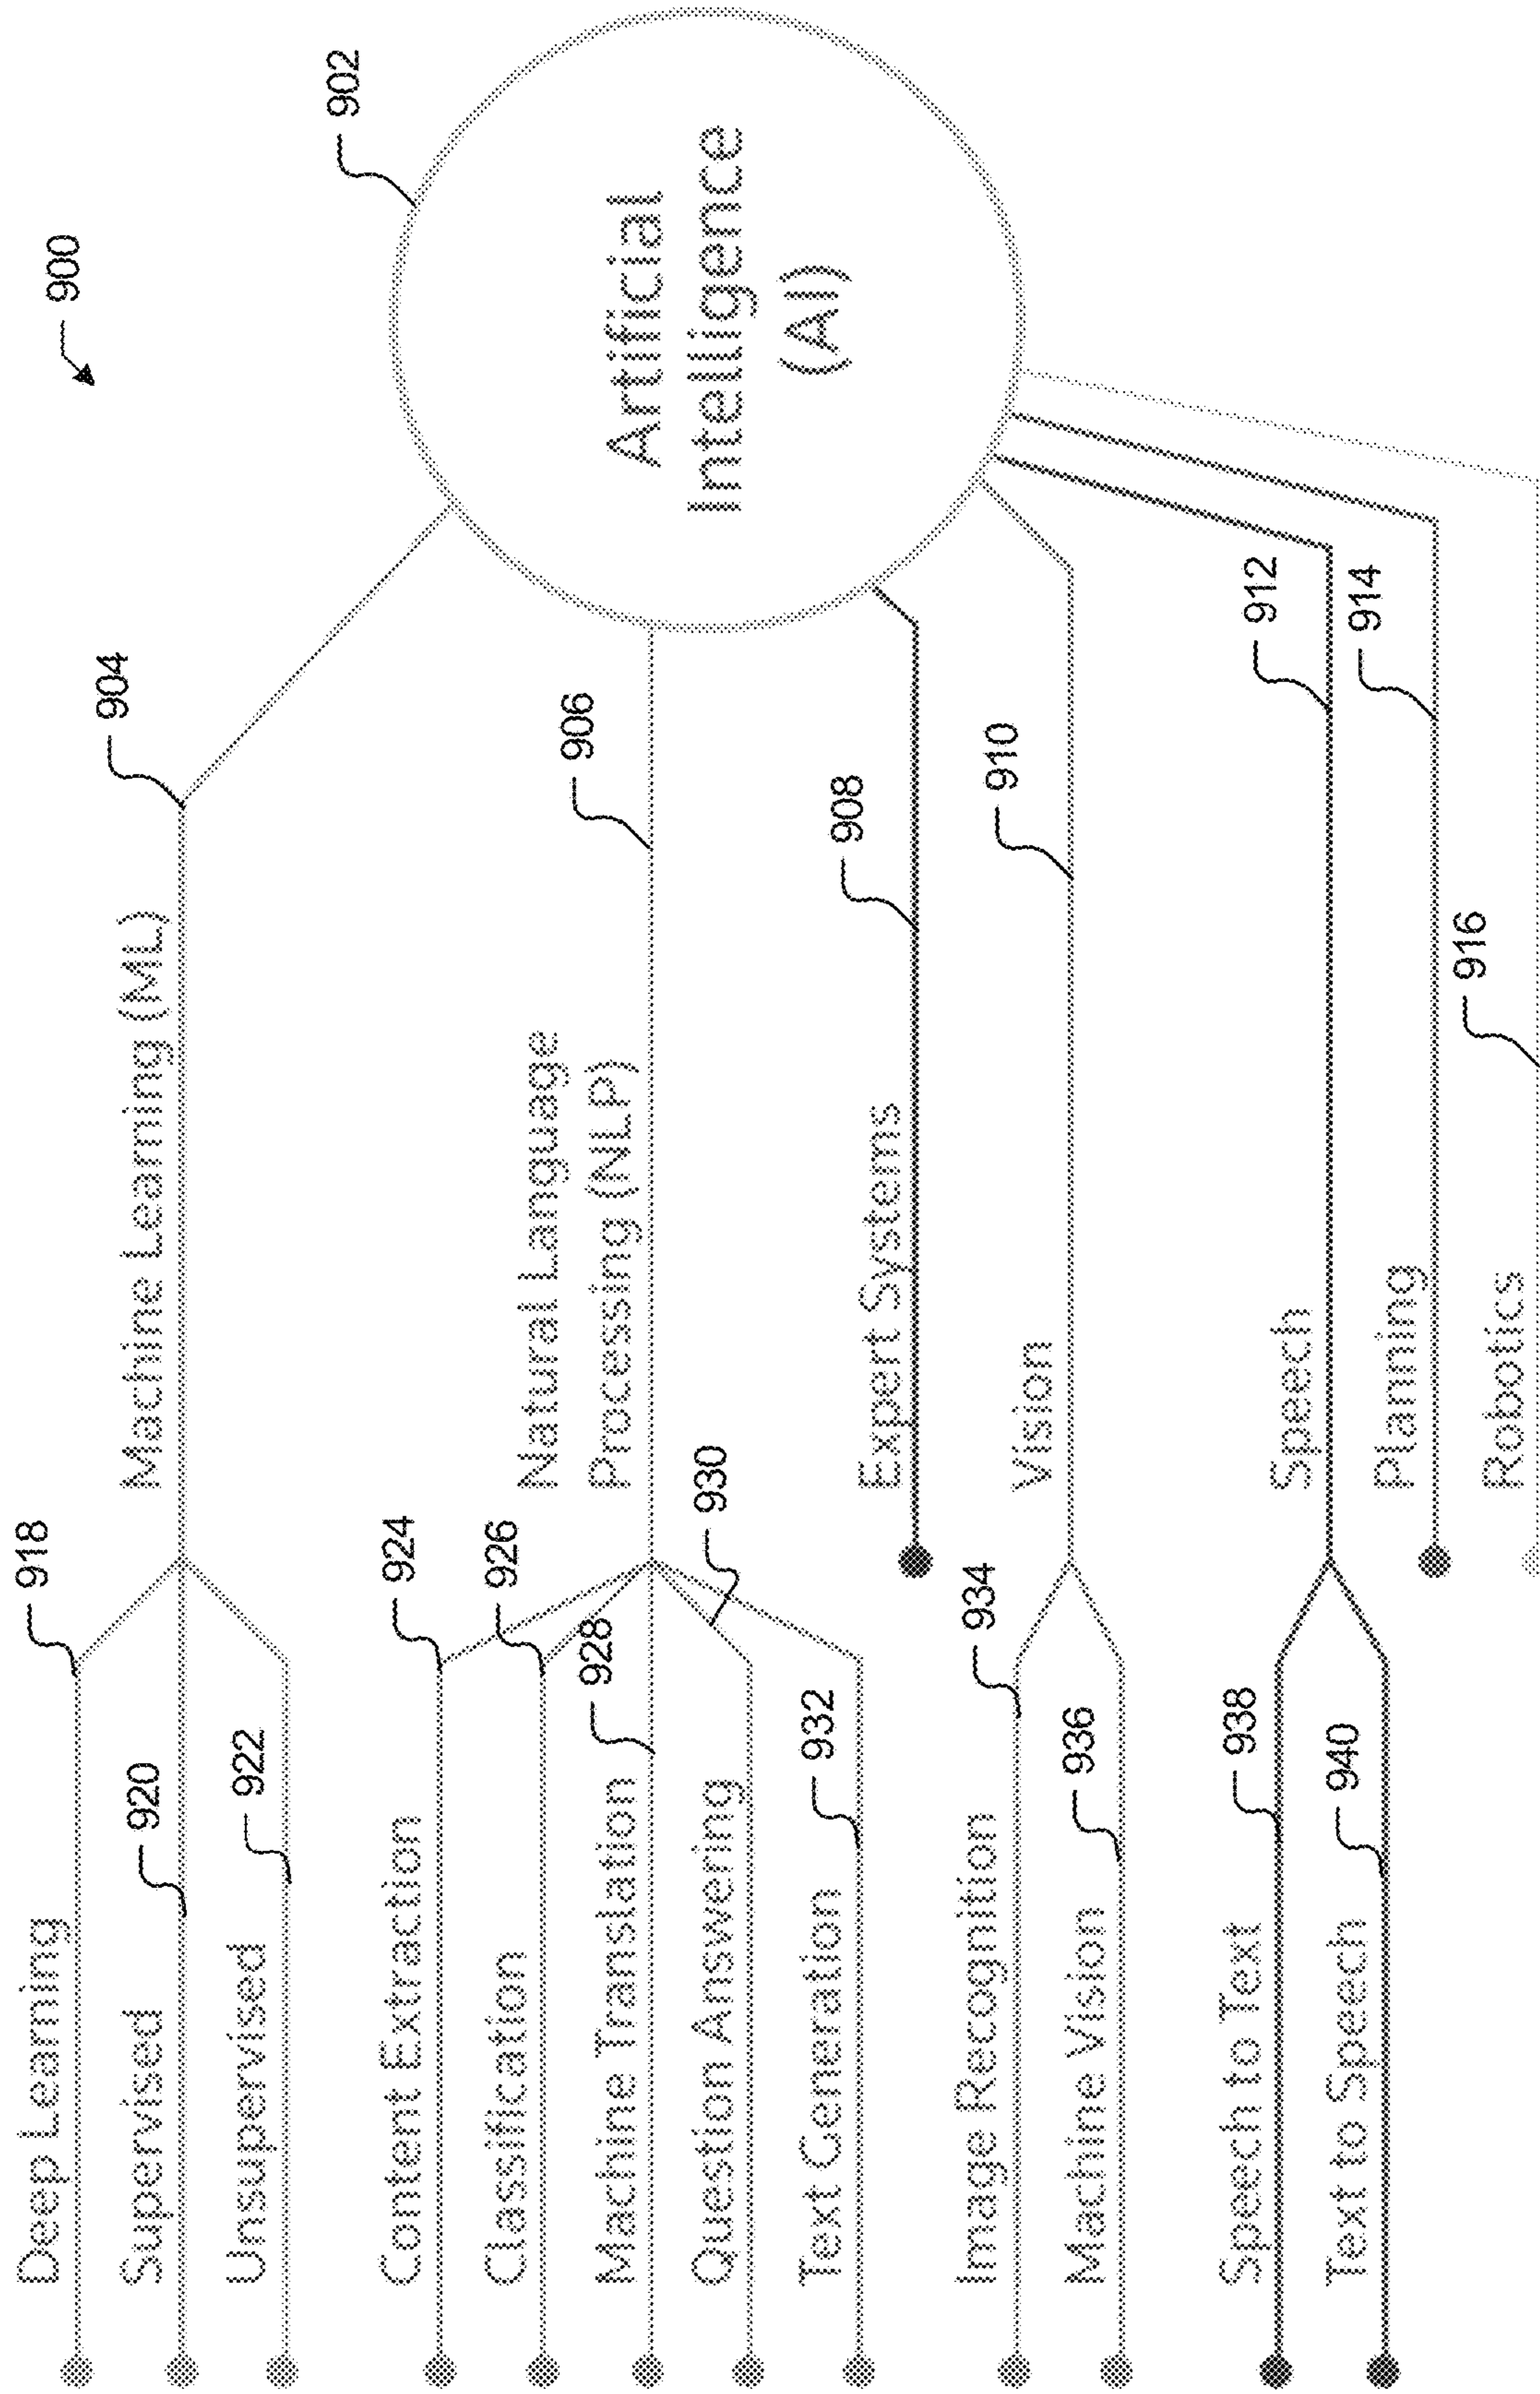 900
902
Artificial
Intelligence
(AI)
904
Machine Learning (ML)
918
Deep Learning
920
Supervised
922
Unsupervised
906
Natural Language
Processing (NLP)
924
Content Extraction
926
Classification
928
Machine Translation
930
Question Answering
932
Text Generation
908
Expert Systems
910
Vision
934
Image Recognition
936
Machine Vision
912
Speech
938
Speech to Text
940
Text to Speech
914
Planning
916
Robotics